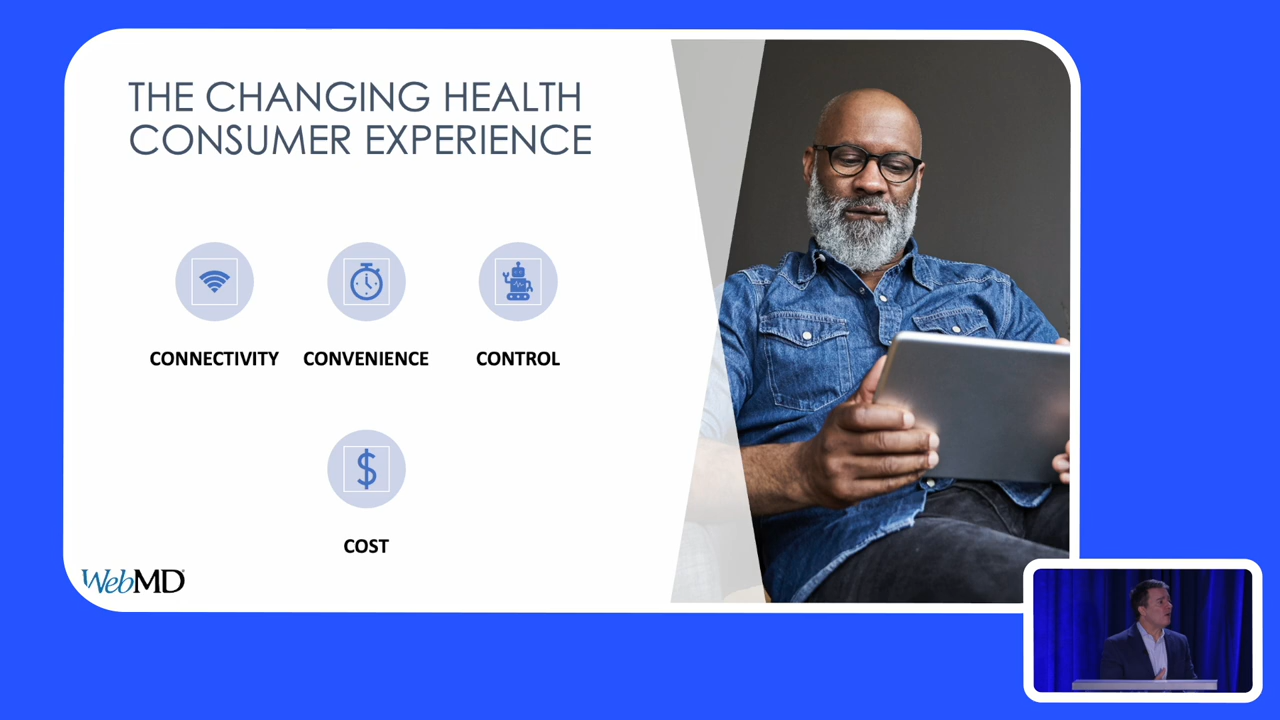 THE CHANGING HEALTH
CONSUMER EXPERIENCE
CONNECTIVITY
CONVENIENCE
CONTROL
$
COST
WebMD